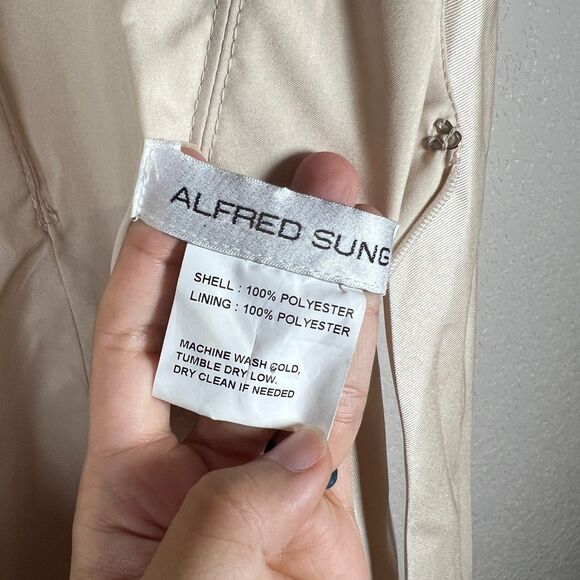 ALFRED SUNG
SHELL : 100% POLYESTER
LINING : 100% POLYESTER
MACHINE WASH COLD.
TUMBLE DRY LOW.
DRY CLEAN IF NEEDED